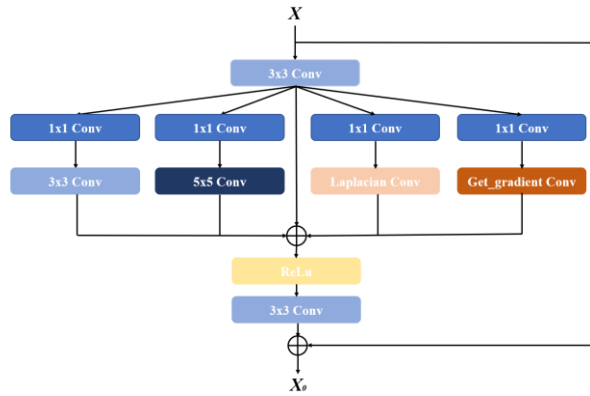 X
3x3 Conv
1x1 Conv 1x1 Conv 1x1 Conv 1x1 Conv
3x3 Conv 5x5 Conv Laplacian Conv Get_gradient Conv
ReLu
3x3 Conv
X₀